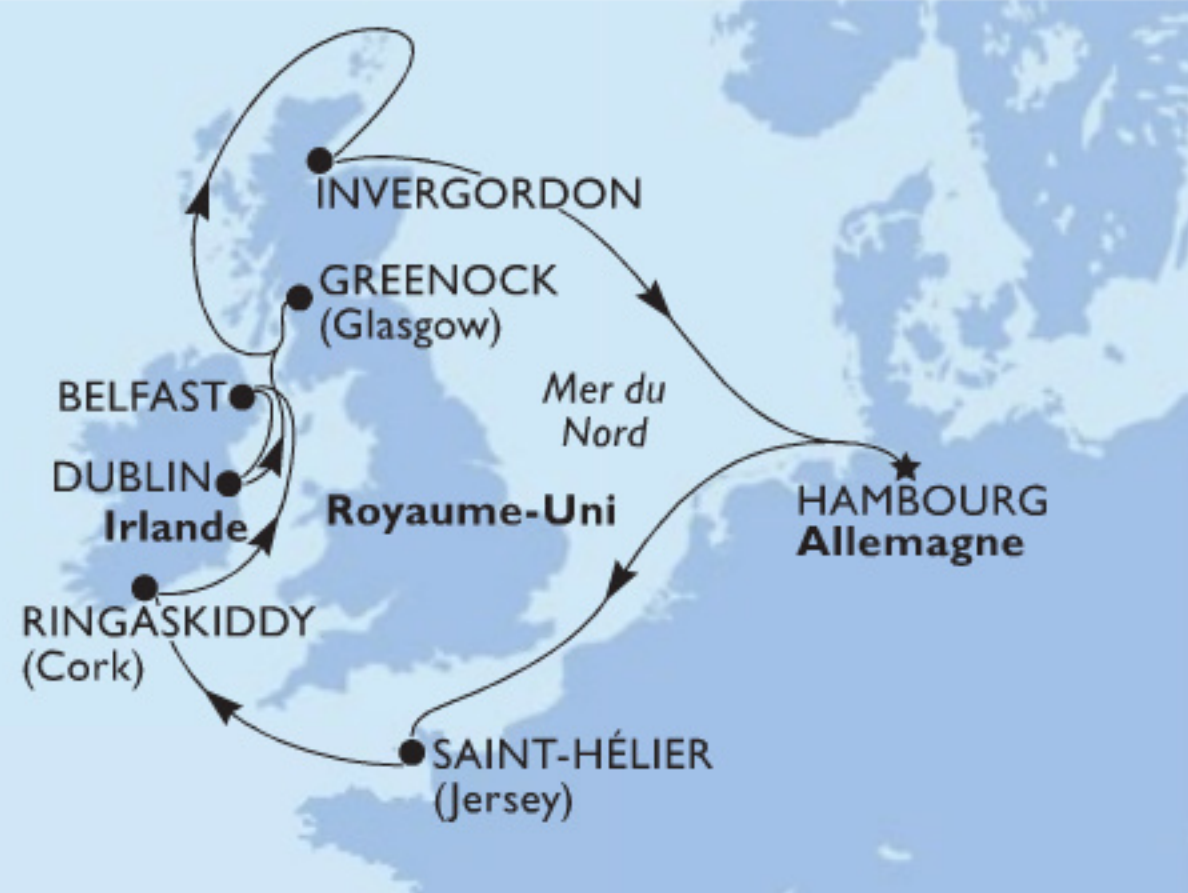 INVERGORDON
GREENOCK
(Glasgow)
BELFAST
Mer du
Nord
DUBLIN
Irlande
Royaume-Uni
HAMBOURG
Allemagne
RINGASKIDDY
(Cork)
SAINT-HÉLIER
(Jersey)